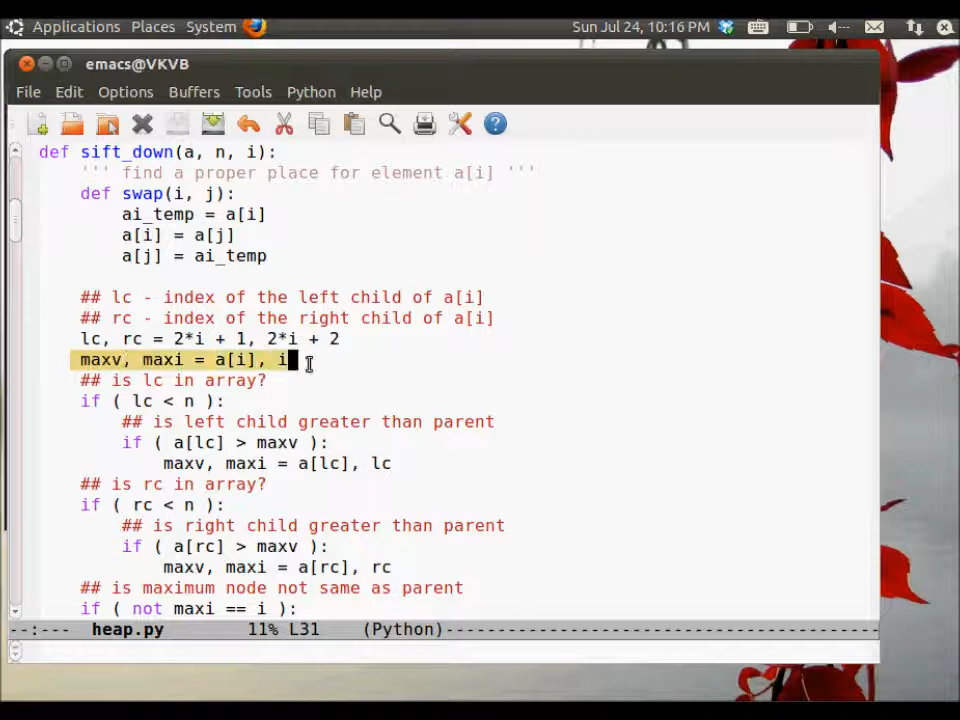 Applications Places System Sun Jul 24, 10:16 PM
emacs@VKVB
File Edit Options Buffers Tools Python Help
def sift_down(a, n, i):
    ''' find a proper place for element a[i] '''
    def swap(i, j):
        ai_temp = a[i]
        a[i] = a[j]
        a[j] = ai_temp
    ## lc - index of the left child of a[i]
    ## rc - index of the right child of a[i]
    lc, rc = 2*i + 1, 2*i + 2
    maxv, maxi = a[i], i
    ## is lc in array?
    if ( lc < n ):
        ## is left child greater than parent
        if ( a[lc] > maxv ):
            maxv, maxi = a[lc], lc
    ## is rc in array?
    if ( rc < n ):
        ## is right child greater than parent
        if ( a[rc] > maxv ):
            maxv, maxi = a[rc], rc
    ## is maximum node not same as parent
    if ( not maxi == i ):
--:--- heap.py 11% L31 (Python)------------------------------------------